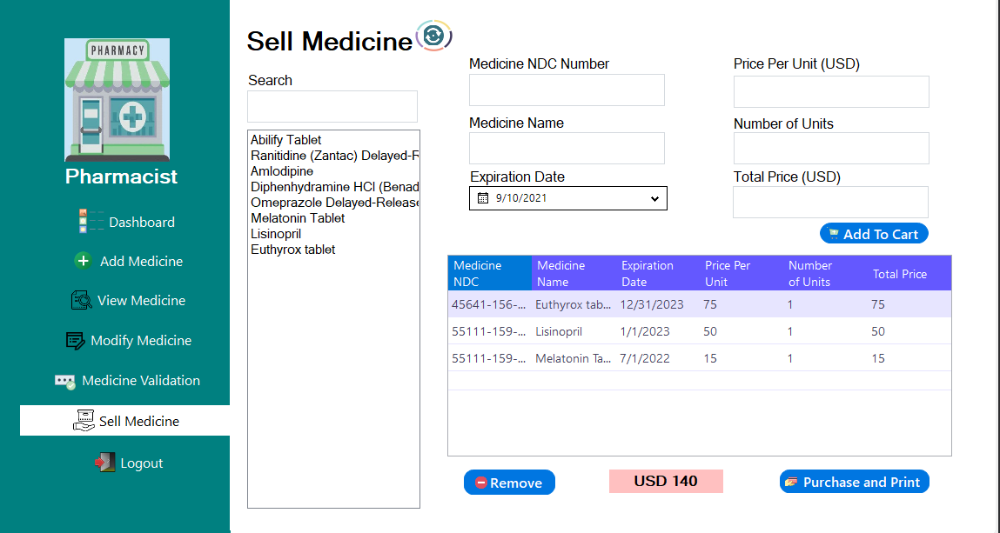 PHARMACY
Pharmacist
Dashboard
Add Medicine
View Medicine
Modify Medicine
Medicine Validation
Sell Medicine
Logout
Sell Medicine
Search
Abilify Tablet
Ranitidine (Zantac) Delayed-R
Amlodipine
Diphenhydramine HCl (Benad
Omeprazole Delayed-Release
Melatonin Tablet
Lisinopril
Euthyrox tablet
Medicine NDC Number
Price Per Unit (USD)
Medicine Name
Number of Units
Expiration Date
Total Price (USD)
9/10/2021
Add To Cart
Medicine NDC Medicine Name Expiration Date Price Per Unit Number of Units Total Price
45641-156-... Euthyrox tab... 12/31/2023 75 1 75
55111-159-... Lisinopril 1/1/2023 50 1 50
55111-159-... Melatonin Ta... 7/1/2022 15 1 15
Remove
USD 140
Purchase and Print